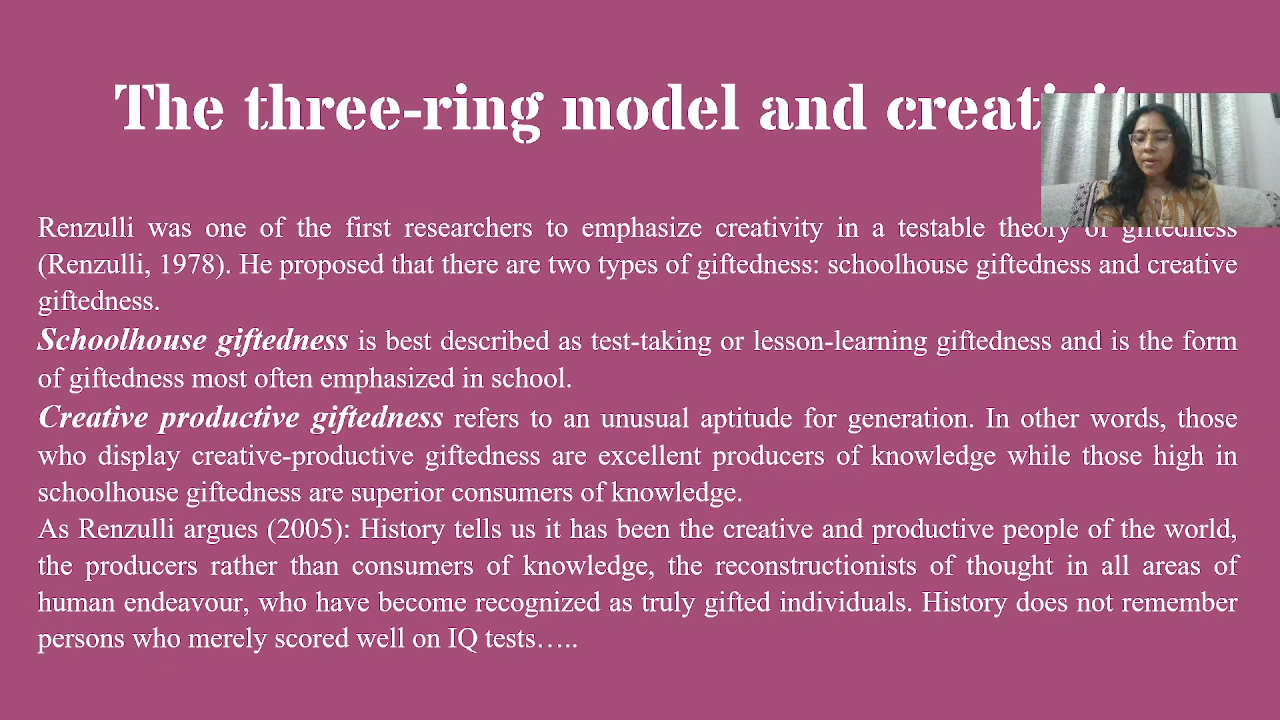 The three-ring model and creativity
Renzulli was one of the first researchers to emphasize creativity in a testable theory of giftedness
(Renzulli, 1978). He proposed that there are two types of giftedness: schoolhouse giftedness and creative
giftedness.
Schoolhouse giftedness is best described as test-taking or lesson-learning giftedness and is the form
of giftedness most often emphasized in school.
Creative productive giftedness refers to an unusual aptitude for generation. In other words, those
who display creative-productive giftedness are excellent producers of knowledge while those high in
schoolhouse giftedness are superior consumers of knowledge.
As Renzulli argues (2005): History tells us it has been the creative and productive people of the world,
the producers rather than consumers of knowledge, the reconstructionists of thought in all areas of
human endeavour, who have become recognized as truly gifted individuals. History does not remember
persons who merely scored well on IQ tests…..